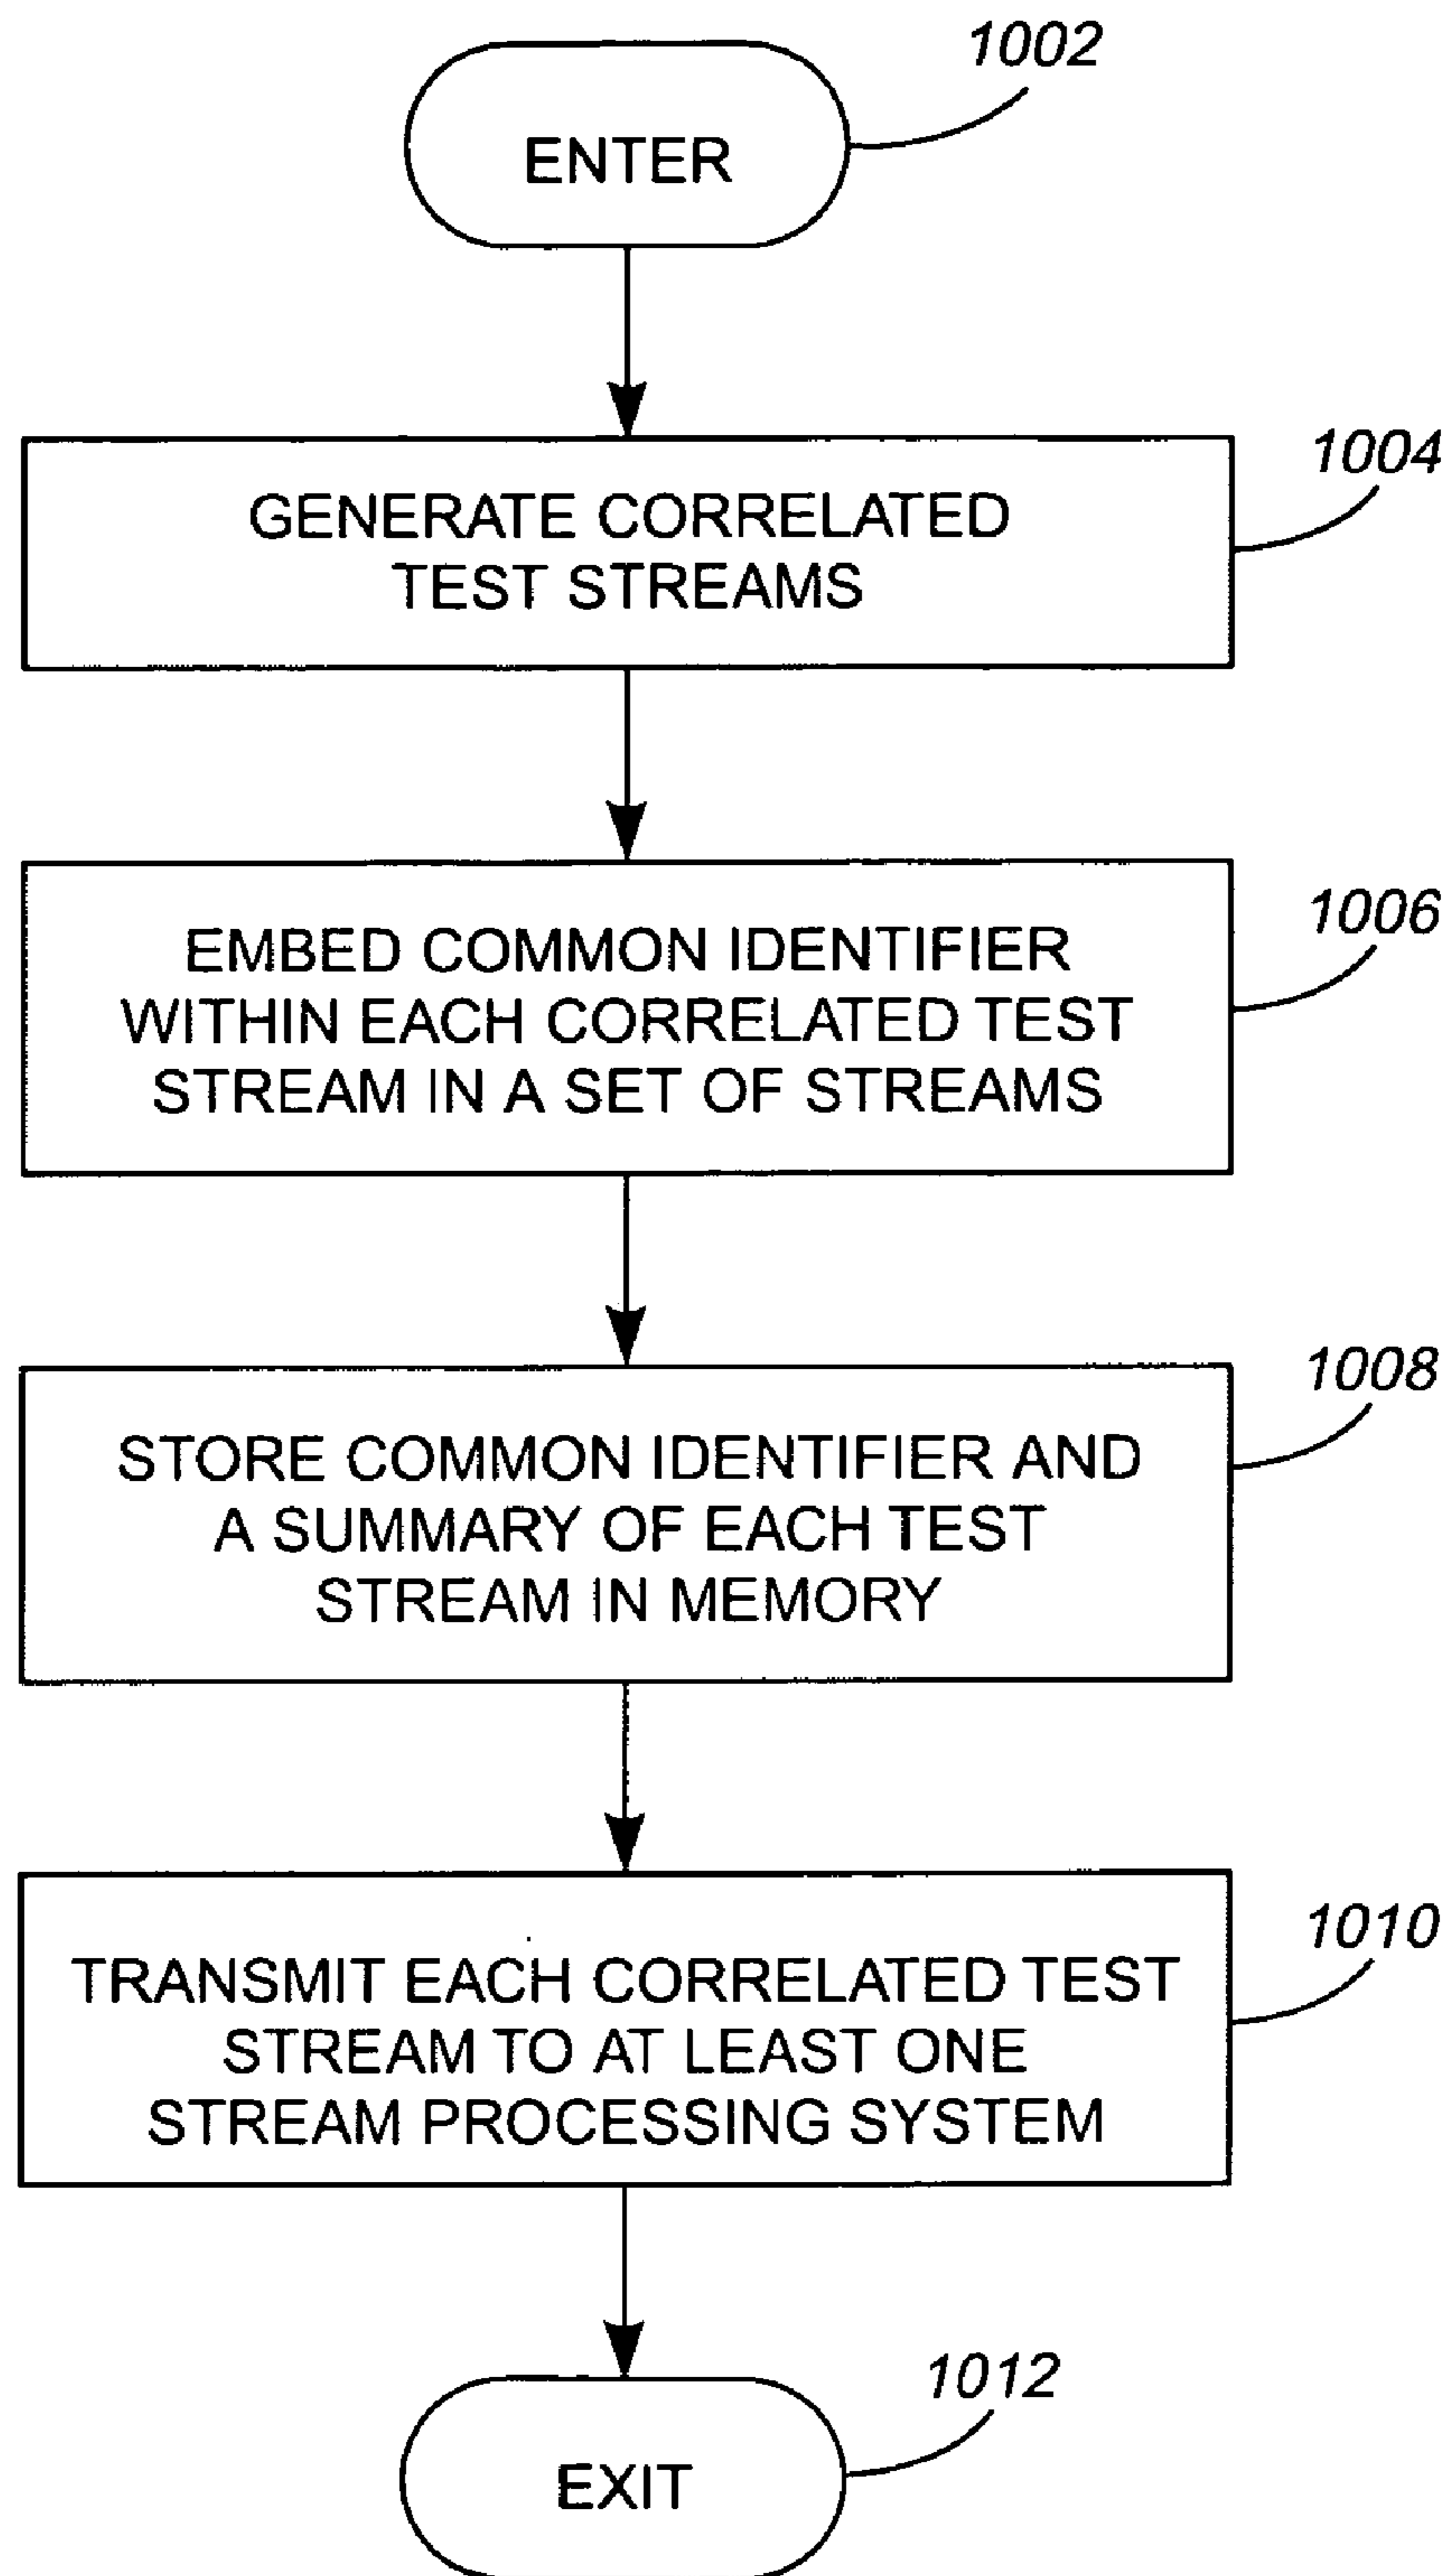 1002
ENTER
1004
GENERATE CORRELATED
TEST STREAMS
1006
EMBED COMMON IDENTIFIER
WITHIN EACH CORRELATED TEST
STREAM IN A SET OF STREAMS
1008
STORE COMMON IDENTIFIER AND
A SUMMARY OF EACH TEST
STREAM IN MEMORY
1010
TRANSMIT EACH CORRELATED TEST
STREAM TO AT LEAST ONE
STREAM PROCESSING SYSTEM
1012
EXIT